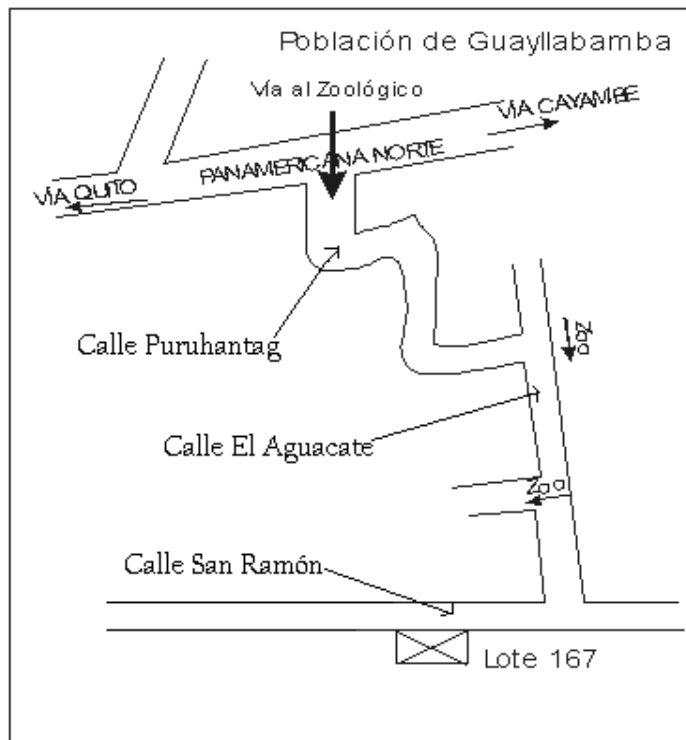 Población de Guayllabamba
Vía al Zoológico
VÍA CAYAMBE
PANAMERICANA NORTE
VÍA QUITO
Zoo
Calle Puruhantag
Calle El Aguacate
Zoo
Calle San Ramón
Lote 167